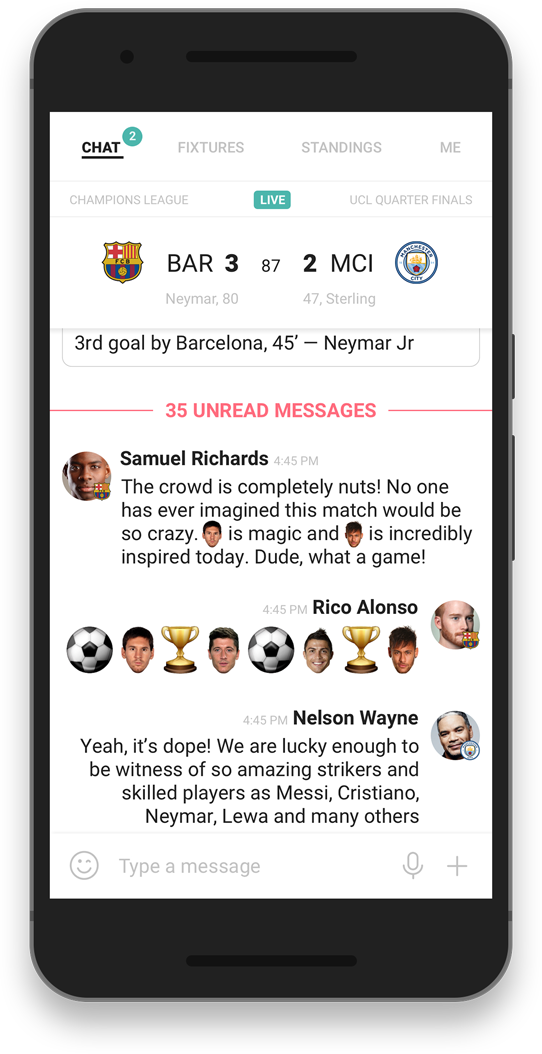 CHAT 2 FIXTURES STANDINGS ME
CHAMPIONS LEAGUE LIVE UCL QUARTER FINALS
FCB BAR 3 87 2 MCI MANCHESTER CITY
Neymar, 80 47, Sterling
3rd goal by Barcelona, 45’ — Neymar Jr
35 UNREAD MESSAGES
Samuel Richards 4:45 PM
The crowd is completely nuts! No one
has ever imagined this match would be
so crazy. is magic and is incredibly
inspired today. Dude, what a game!
4:45 PM Rico Alonso
4:45 PM Nelson Wayne
Yeah, it’s dope! We are lucky enough to
be witness of so amazing strikers and
skilled players as Messi, Cristiano,
Neymar, Lewa and many others
Type a message